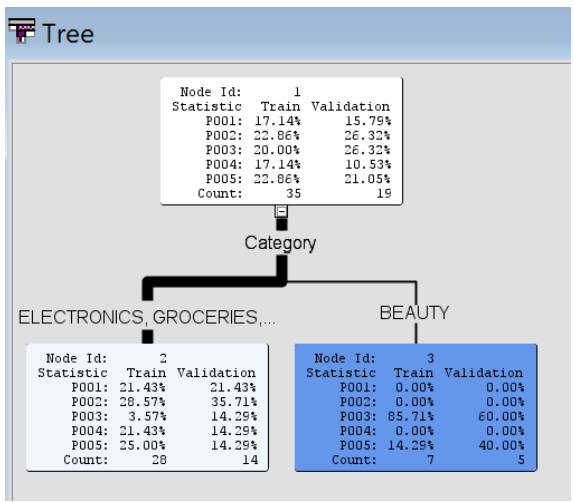 Tree
Node Id: 1
Statistic Train Validation
P001: 17.14% 15.79%
P002: 22.86% 26.32%
P003: 20.00% 26.32%
P004: 17.14% 10.53%
P005: 22.86% 21.05%
Count: 35 19
Category
ELECTRONICS, GROCERIES,...
BEAUTY
Node Id: 2
Statistic Train Validation
P001: 21.43% 21.43%
P002: 28.57% 35.71%
P003: 3.57% 14.29%
P004: 21.43% 14.29%
P005: 25.00% 14.29%
Count: 28 14
Node Id: 3
Statistic Train Validation
P001: 0.00% 0.00%
P002: 0.00% 0.00%
P003: 85.71% 60.00%
P004: 0.00% 0.00%
P005: 14.29% 40.00%
Count: 7 5